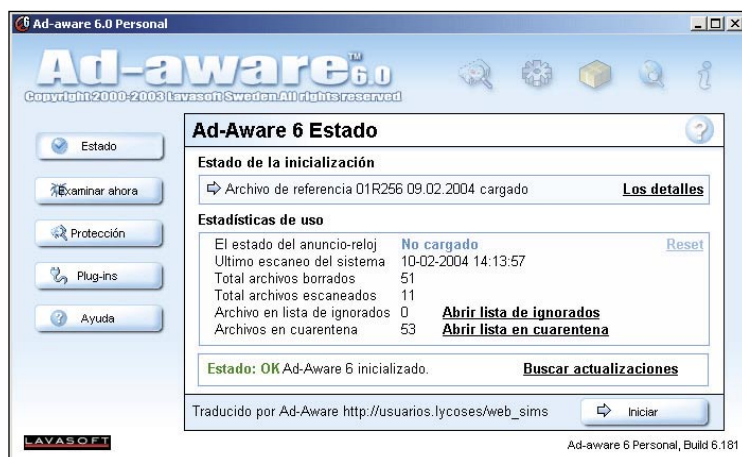 Ad-aware 6.0 Personal
Ad-aware 6.0
TM
Copyright 2000-2003 Lavasoft Sweden. All rights reserved
Estado
Examinar ahora
Protección
Plug-ins
Ayuda
Ad-Aware 6 Estado
Estado de la inicialización
Archivo de referencia 01R256 09.02.2004 cargado Los detalles
Estadísticas de uso
El estado del anuncio-reloj No cargado Reset
Ultimo escaneo del sistema 10-02-2004 14:13:57
Total archivos borrados 51
Total archivos escaneados 11
Archivo en lista de ignorados 0 Abrir lista de ignorados
Archivos en cuarentena 53 Abrir lista en cuarentena
Estado: OK Ad-Aware 6 inicializado. Buscar actualizaciones
Traducido por Ad-Aware http://usuarios.lycoses/web_sims Iniciar
LAVASOFT
Ad-aware 6 Personal, Build 6.181